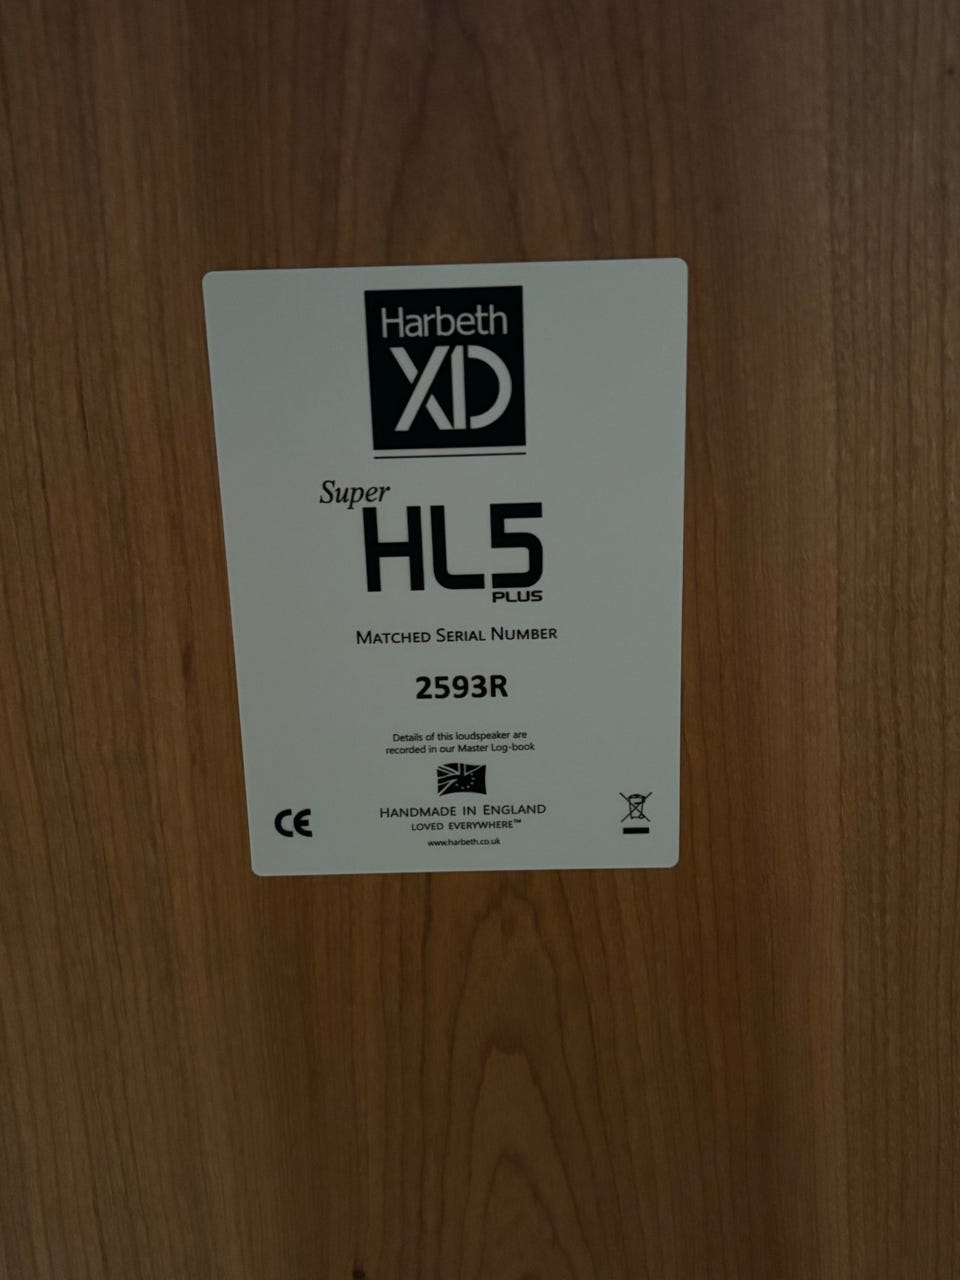 Harbeth
XD
Super
HL5
PLUS
MATCHED SERIAL NUMBER
2593R
Details of this loudspeaker are
recorded in our Master Log-book
HANDMADE IN ENGLAND
LOVED EVERYWHERE™
www.harbeth.co.uk
CE